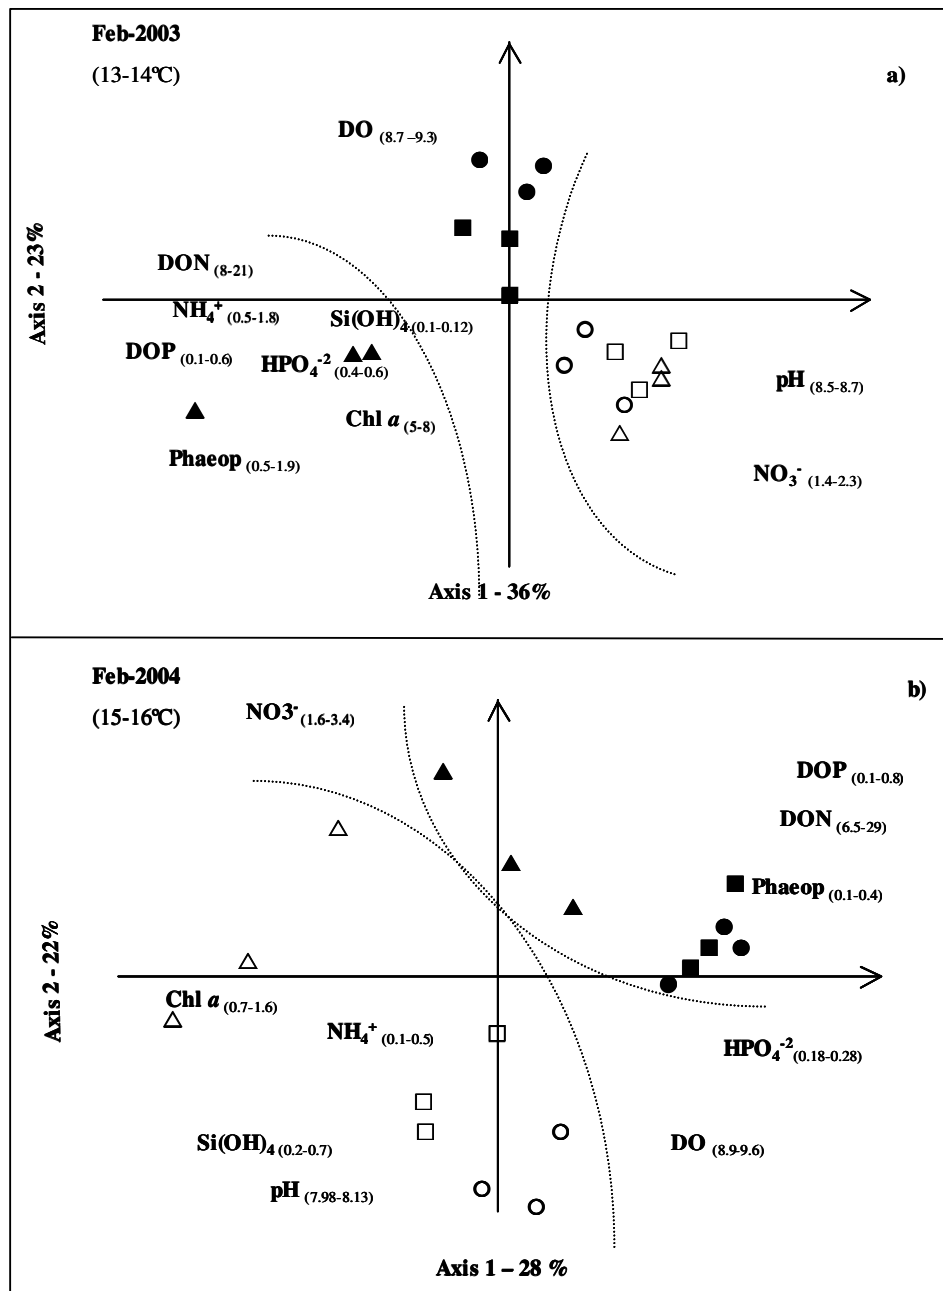 Feb-2003
(13-14ºC)
a)
DO (8.7 –9.3)
Axis 2 - 23%
DON (8-21)
NH4+ (0.5-1.8)
Si(OH)4 (0.1-0.12)
DOP (0.1-0.6)
HPO4-2 (0.4-0.6)
pH (8.5-8.7)
Chl a (5-8)
Phaeop (0.5-1.9)
NO3- (1.4-2.3)
Axis 1 - 36%
Feb-2004
(15-16ºC)
b)
NO3- (1.6-3.4)
DOP (0.1-0.8)
DON (6.5-29)
Phaeop (0.1-0.4)
Axis 2 - 22%
Chl a (0.7-1.6)
NH4+ (0.1-0.5)
HPO4-2 (0.18-0.28)
Si(OH)4 (0.2-0.7)
DO (8.9-9.6)
pH (7.98-8.13)
Axis 1 – 28 %